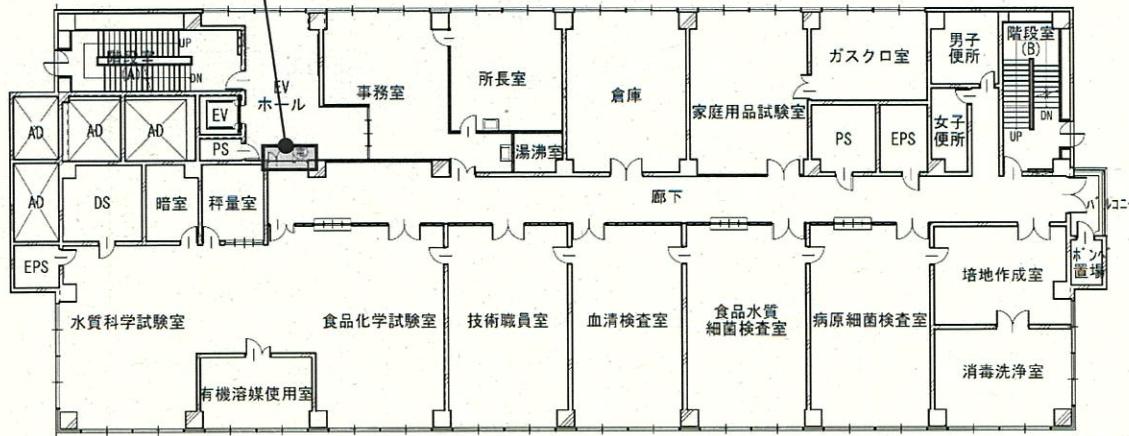 階段室
(A)
UP
DN
EV
ホール
事務室
所長室
倉庫
家庭用品試験室
ガスクロ室
男子
便所
階段室
(B)
DN
UP
AD
AD
AD
EV
PS
湯沸室
PS
EPS
女子
便所
AD
DS
暗室
秤量室
廊下
バルコニー
EPS
ボンベ
置場
水質科学試験室
食品化学試験室
技術職員室
血清検査室
食品水質
細菌検査室
病原細菌検査室
培地作成室
有機溶媒使用室
消毒洗浄室